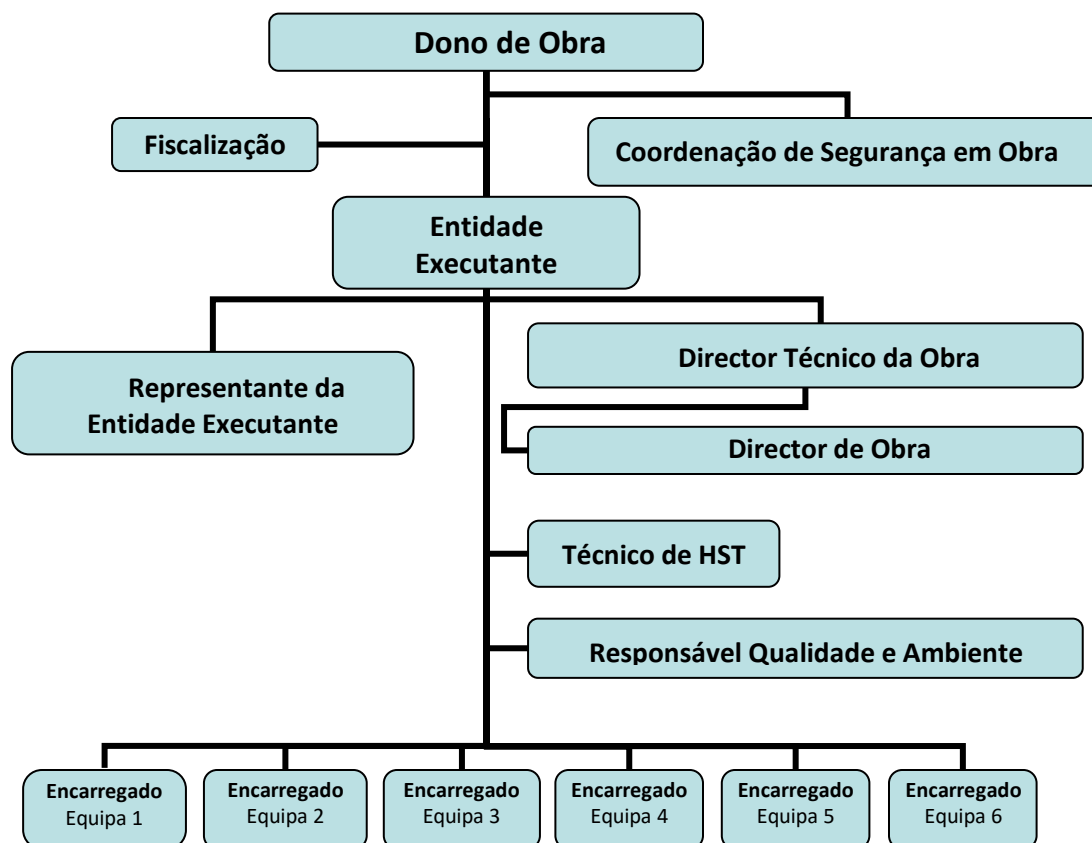 Dono de Obra
Fiscalização
Coordenação de Segurança em Obra
Entidade
Executante
Representante da
Entidade Executante
Director Técnico da Obra
Director de Obra
Técnico de HST
Responsável Qualidade e Ambiente
Encarregado
Equipa 1
Encarregado
Equipa 2
Encarregado
Equipa 3
Encarregado
Equipa 4
Encarregado
Equipa 5
Encarregado
Equipa 6